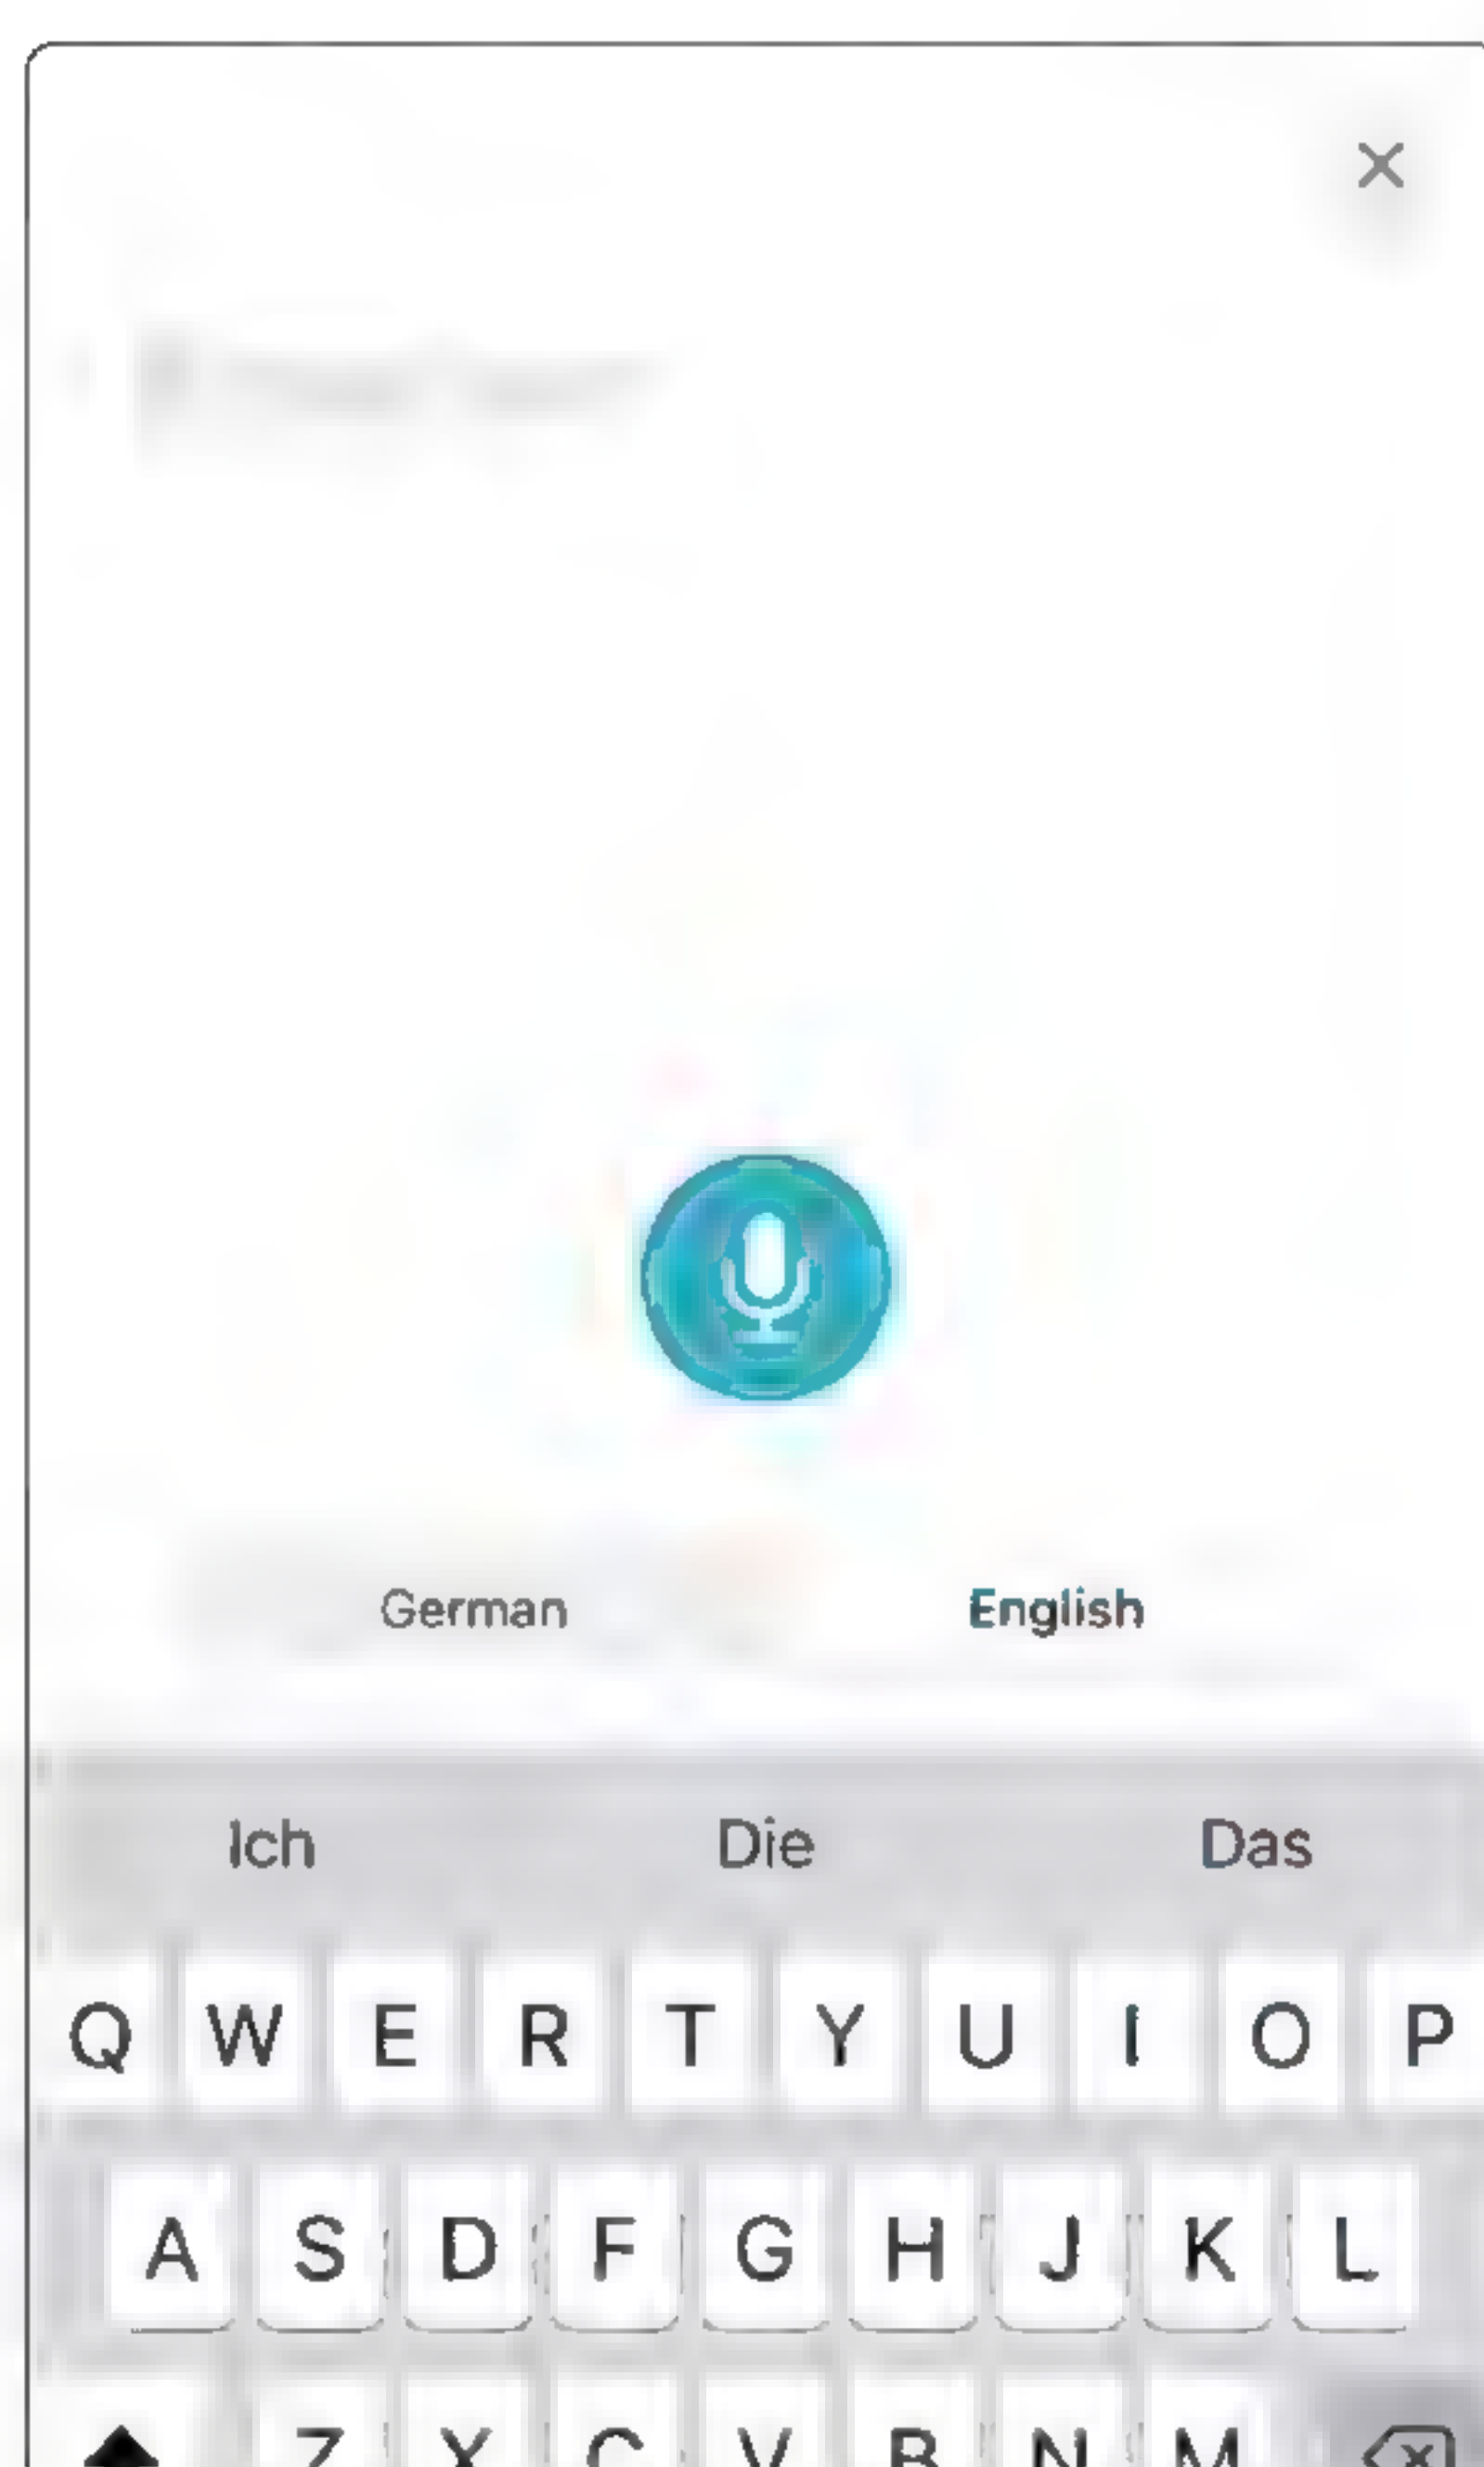 German English
Ich Die Das
Q W E R T Y U I O P
A S D F G H J K L
Z X C V B N M